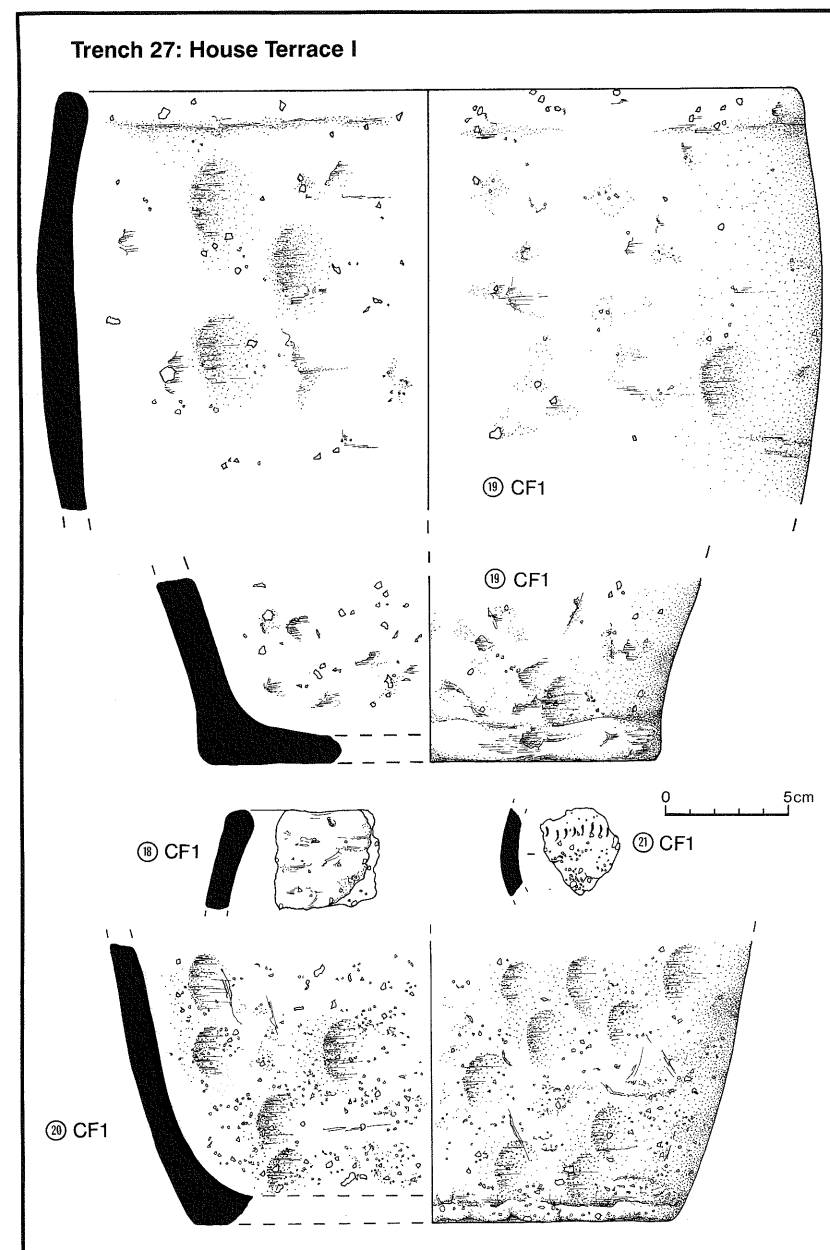 Trench 27: House Terrace I
⑲ CF1
⑲ CF1
0 5cm
⑱ CF1
㉑ CF1
⑳ CF1